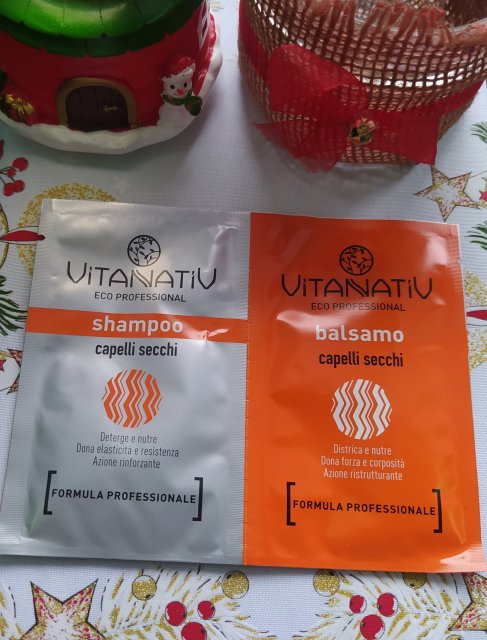 ViTANATiV
ECO PROFESSIONAL
shampoo
capelli secchi
Deterge e nutre
Dona elasticità e resistenza
Azione rinforzante
FORMULA PROFESSIONALE
ViTANATiV
ECO PROFESSIONAL
balsamo
capelli secchi
Districa e nutre
Dona forza e corposità
Azione ristrutturante
FORMULA PROFESSIONALE